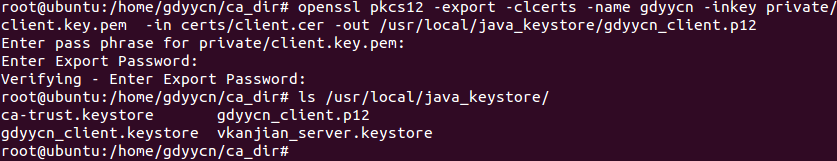 root@ubuntu:/home/gdyycn/ca_dir# openssl pkcs12 -export -clcerts -name gdyycn -inkey private/
client.key.pem  -in certs/client.cer -out /usr/local/java_keystore/gdyycn_client.p12
Enter pass phrase for private/client.key.pem:
Enter Export Password:
Verifying - Enter Export Password:
root@ubuntu:/home/gdyycn/ca_dir# ls /usr/local/java_keystore/
ca-trust.keystore       gdyycn_client.p12
gdyycn_client.keystore  vkanjian_server.keystore
root@ubuntu:/home/gdyycn/ca_dir#